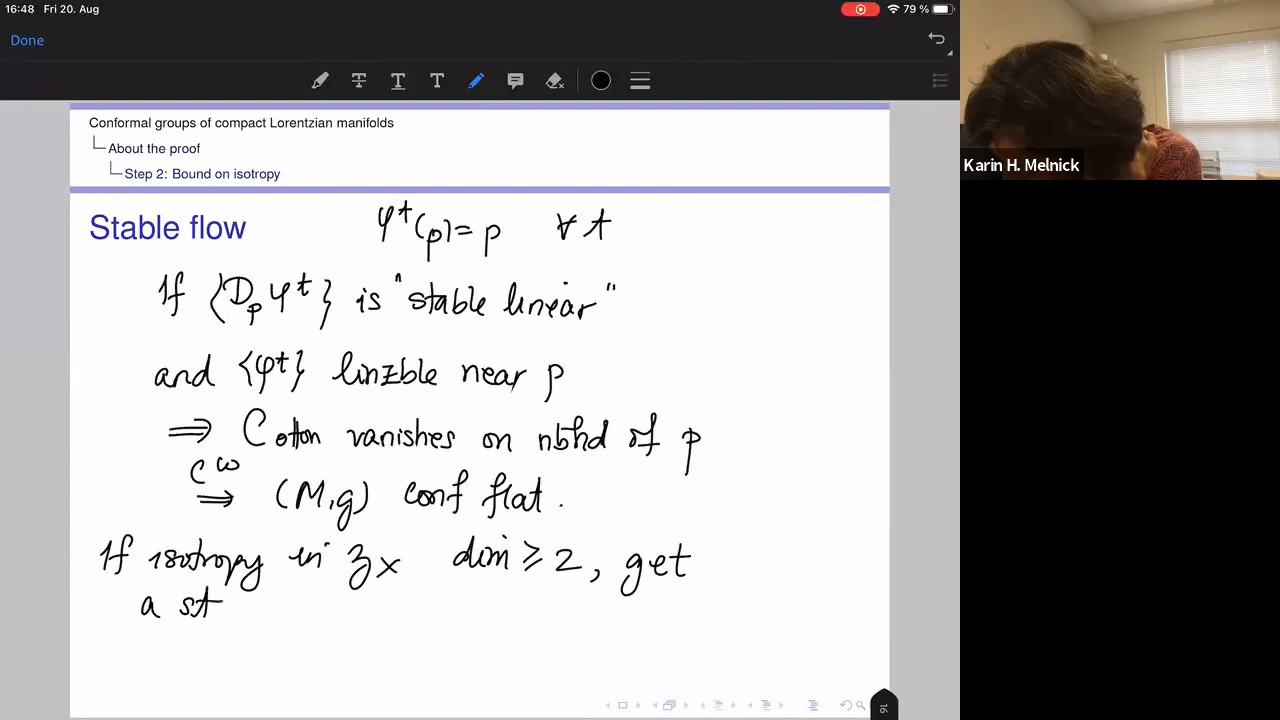 16:48 Fri 20. Aug
79 %
Done
T T T
Conformal groups of compact Lorentzian manifolds
About the proof
Step 2: Bound on isotropy
Stable flow φ^t(p) = p ∀ t
If {D_p φ^t} is "stable linear"
and {φ^t} linzble near p
⟹ Cotton vanishes on nbhd of p
C^ω
⟹ (M,g) conf flat.
If isotropy in 𝔷_X dim ≥ 2, get
a st
16
Karin H. Melnick